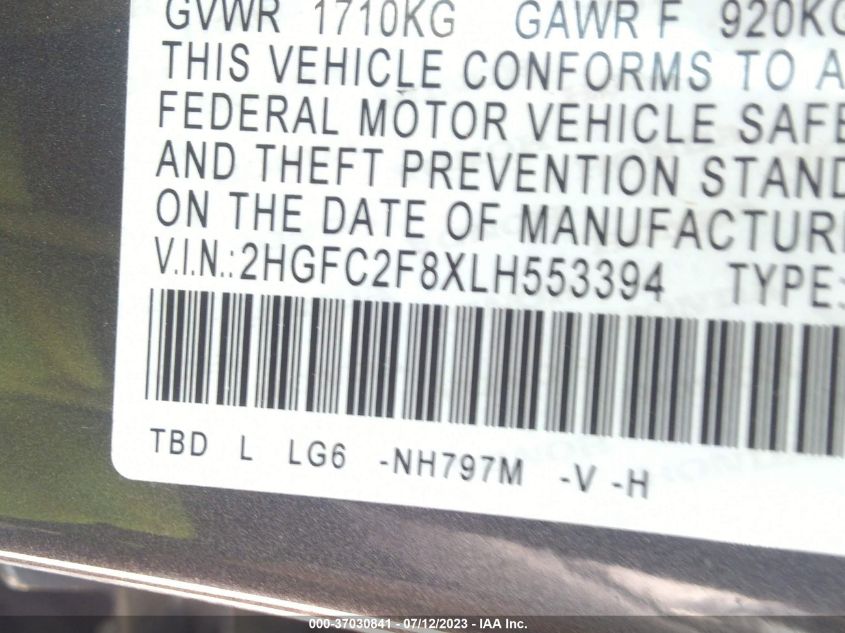 GVWR 1710KG GAWR F 920KG
THIS VEHICLE CONFORMS TO A
FEDERAL MOTOR VEHICLE SAFE
AND THEFT PREVENTION STAND
ON THE DATE OF MANUFACTUR
V.I.N.: 2HGFC2F8XLH553394 TYPE:
TBD L LG6 -NH797M -V -H
000-37030841 / 07/12/2023 - IAA Inc.